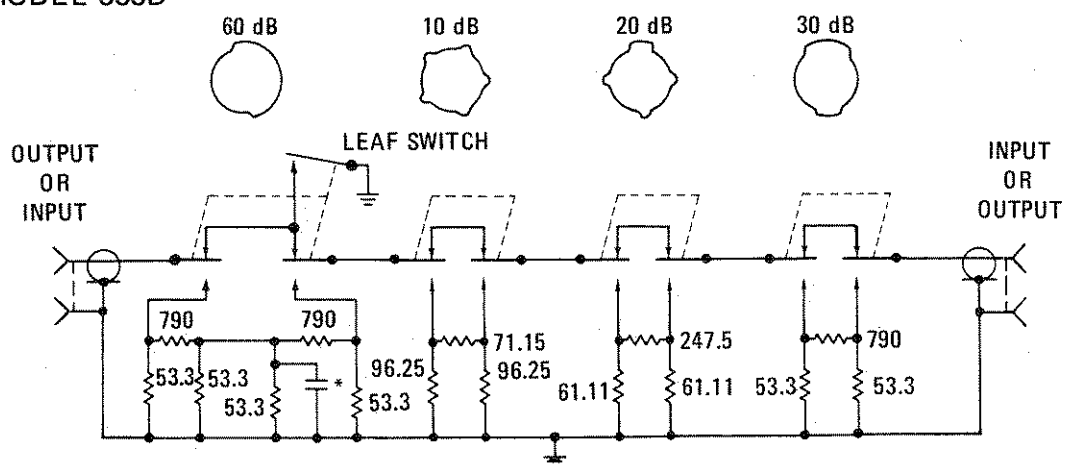 MODEL 355D
60 dB
10 dB
20 dB
30 dB
LEAF SWITCH
OUTPUT
OR
INPUT
INPUT
OR
OUTPUT
790
790
71.15
247.5
790
53.3
53.3
53.3
*
53.3
96.25
96.25
61.11
61.11
53.3
53.3